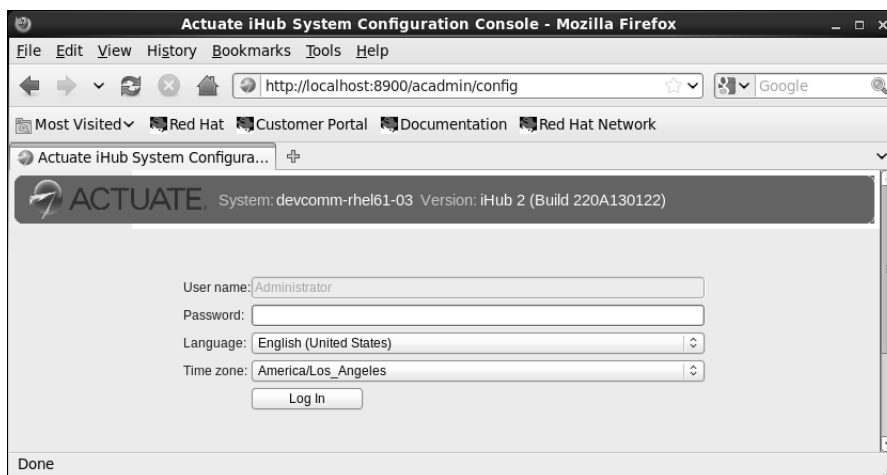 Actuate iHub System Configuration Console - Mozilla Firefox
File Edit View History Bookmarks Tools Help
http://localhost:8900/acadmin/config Google
Most Visited Red Hat Customer Portal Documentation Red Hat Network
Actuate iHub System Configura...
ACTUATE System: devcomm-rhel61-03 Version: iHub 2 (Build 220A130122)
User name: Administrator
Password:
Language: English (United States)
Time zone: America/Los_Angeles
Log In
Done